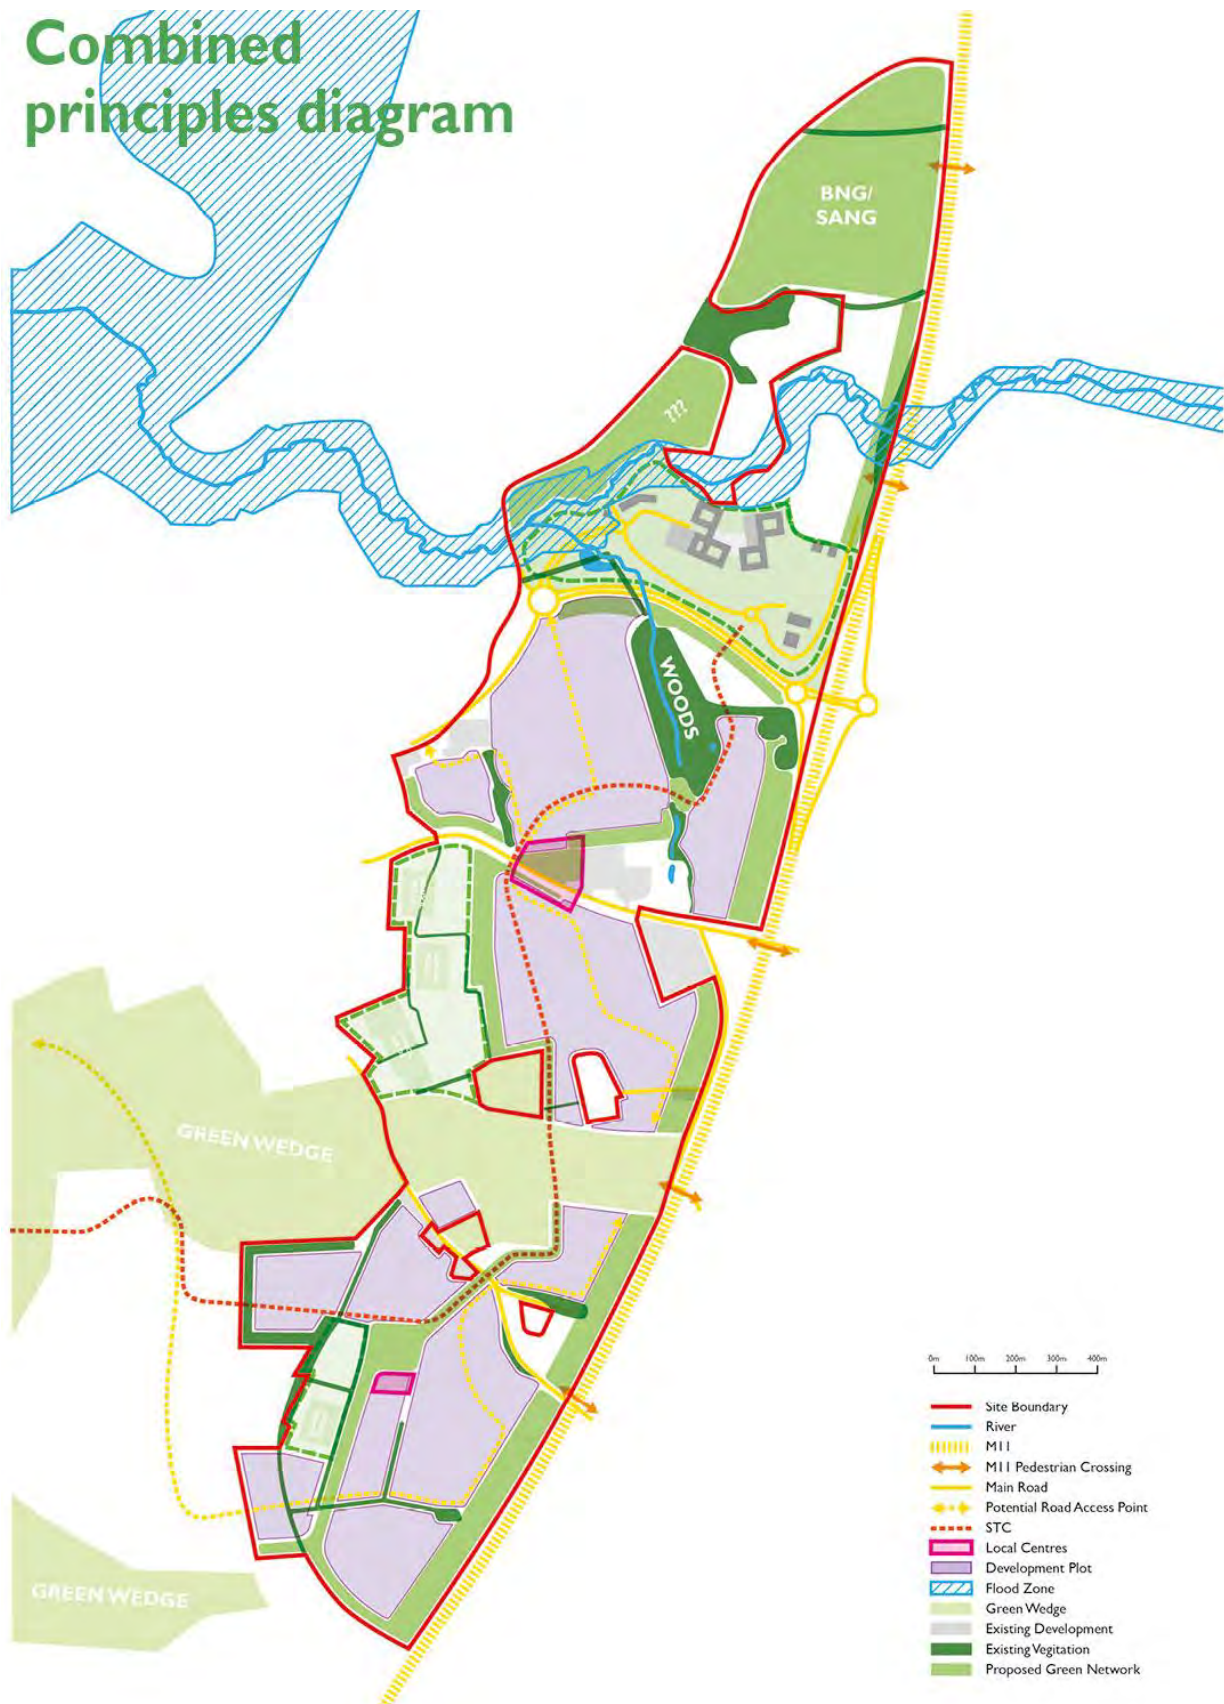 Combined
principles diagram
BNG/
SANG
???
WOODS
GREEN WEDGE
GREEN WEDGE
0m 100m 200m 300m 400m
Site Boundary
River
M11
M11 Pedestrian Crossing
Main Road
Potential Road Access Point
STC
Local Centres
Development Plot
Flood Zone
Green Wedge
Existing Development
Existing Vegitation
Proposed Green Network